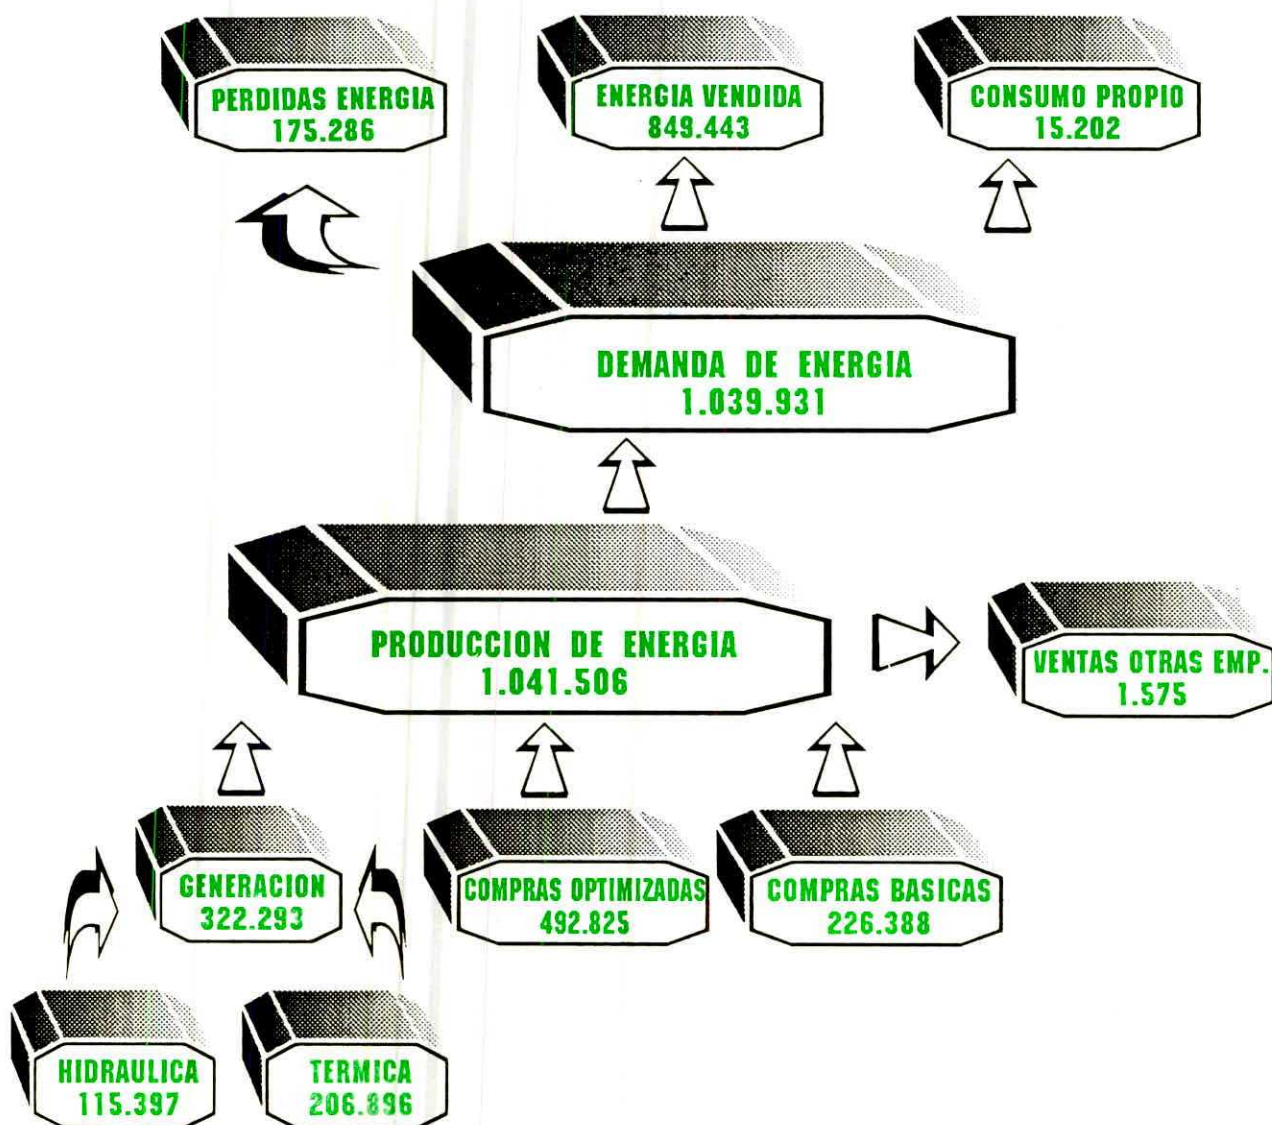 PERDIDAS ENERGIA
175.286
ENERGIA VENDIDA
849.443
CONSUMO PROPIO
15.202
DEMANDA DE ENERGIA
1.039.931
PRODUCCION DE ENERGIA
1.041.506
VENTAS OTRAS EMP.
1.575
GENERACION
322.293
COMPRAS OPTIMIZADAS
492.825
COMPRAS BASICAS
226.388
HIDRAULICA
115.397
TERMICA
206.896